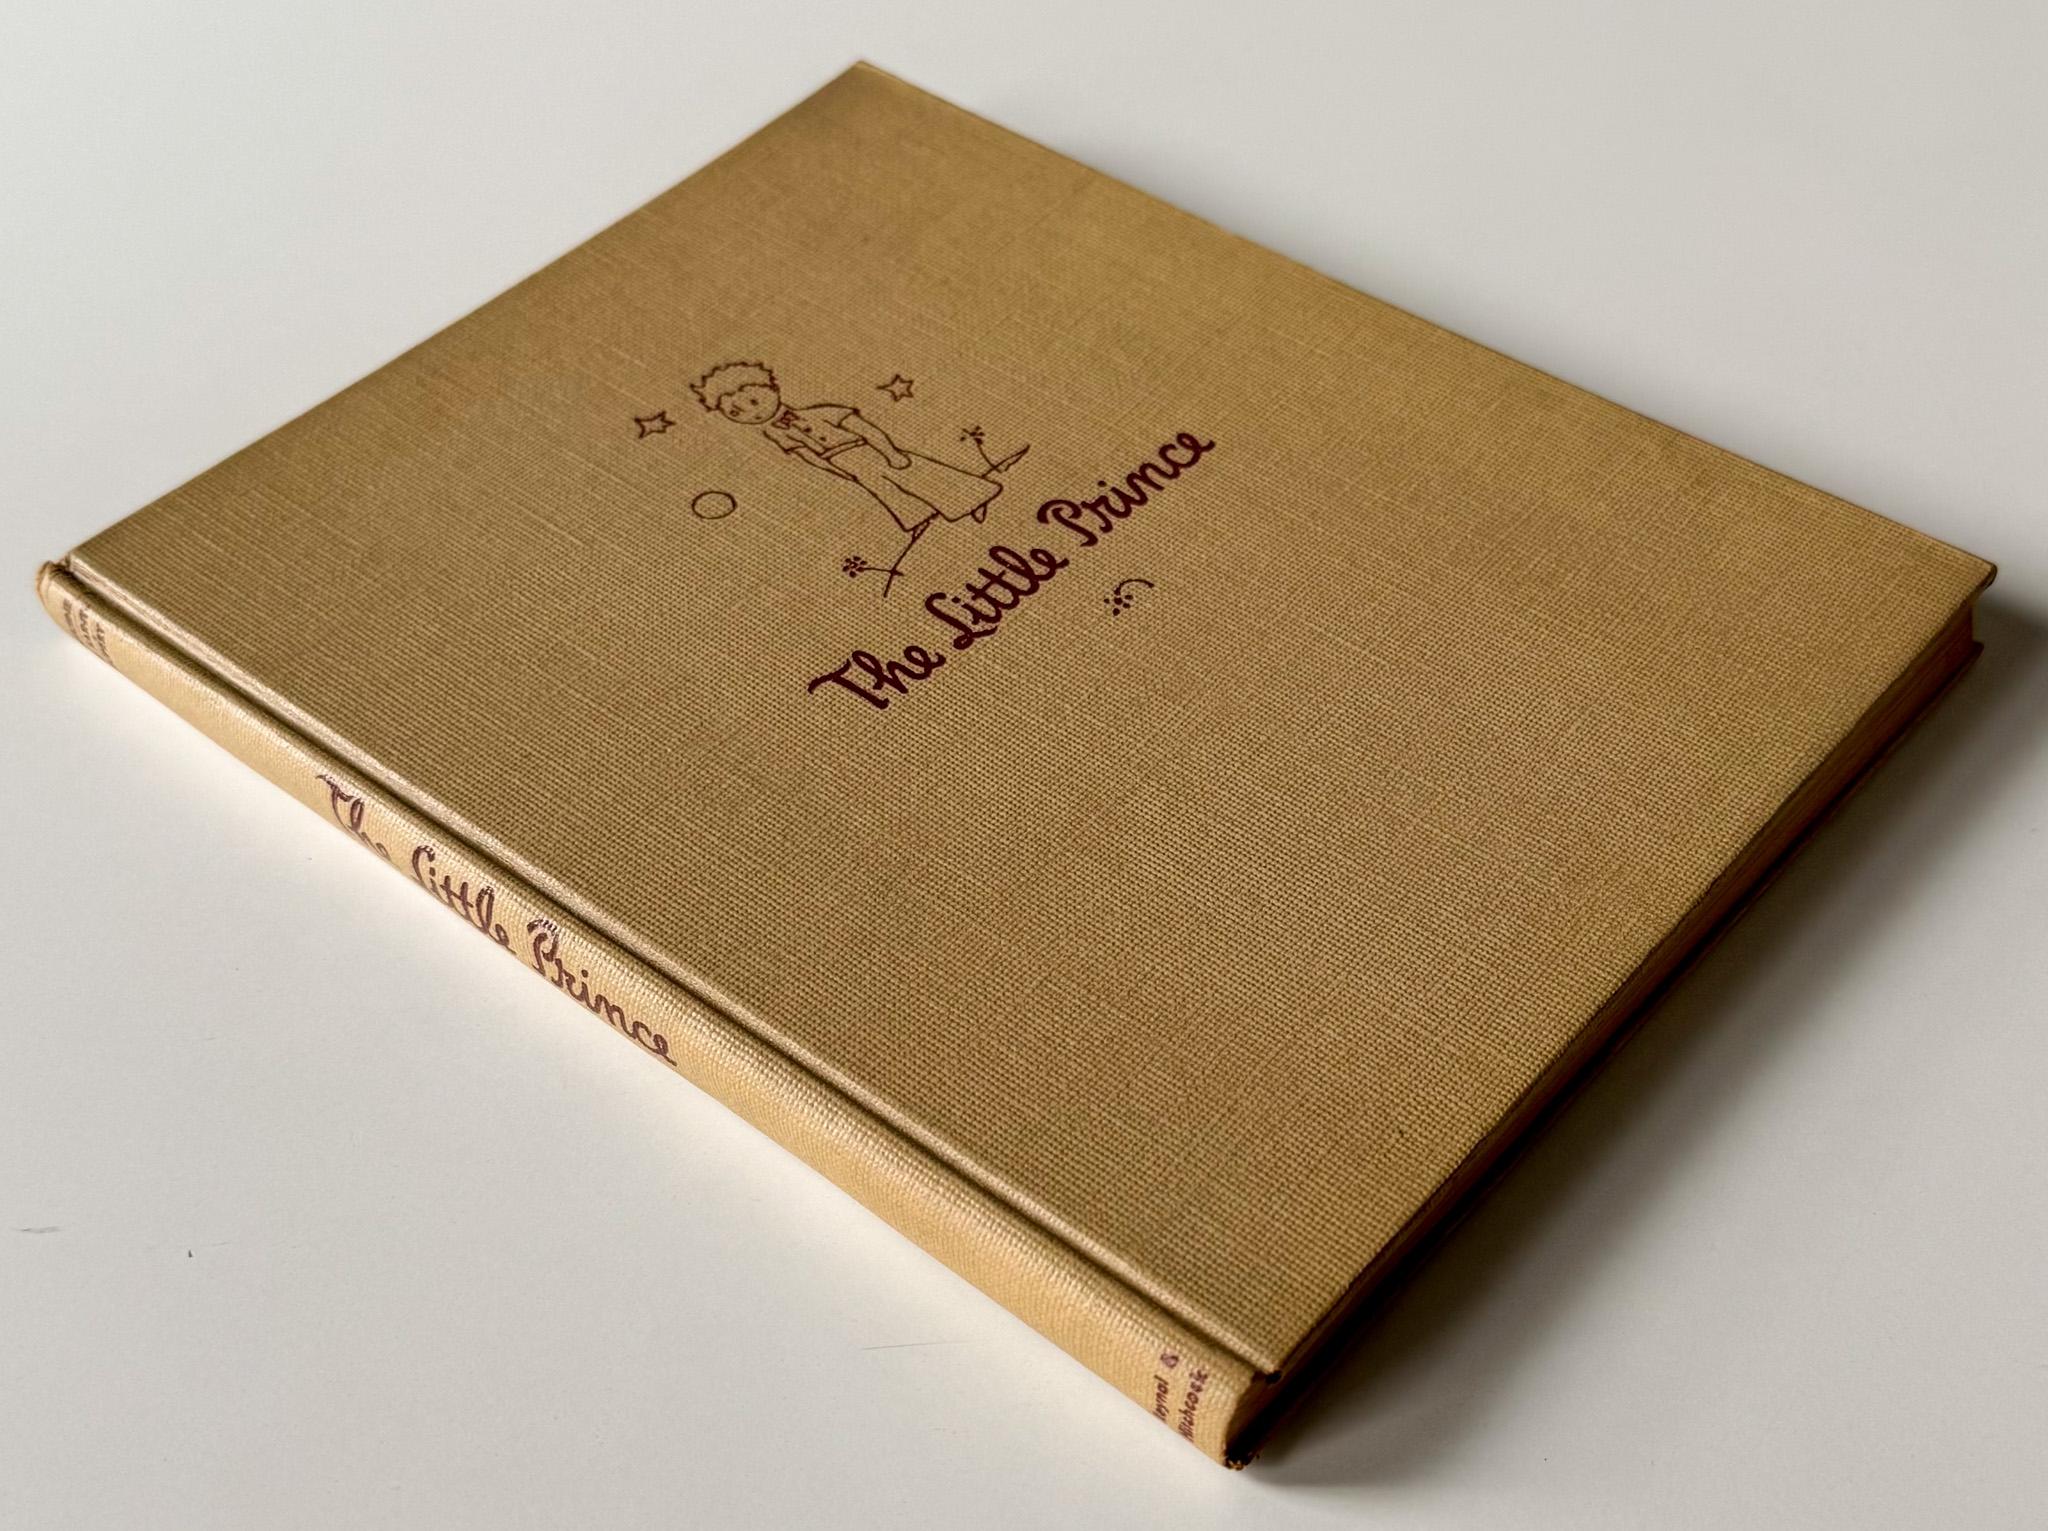 The Little Prince
The Little Prince
Reynal &
Hitchcock